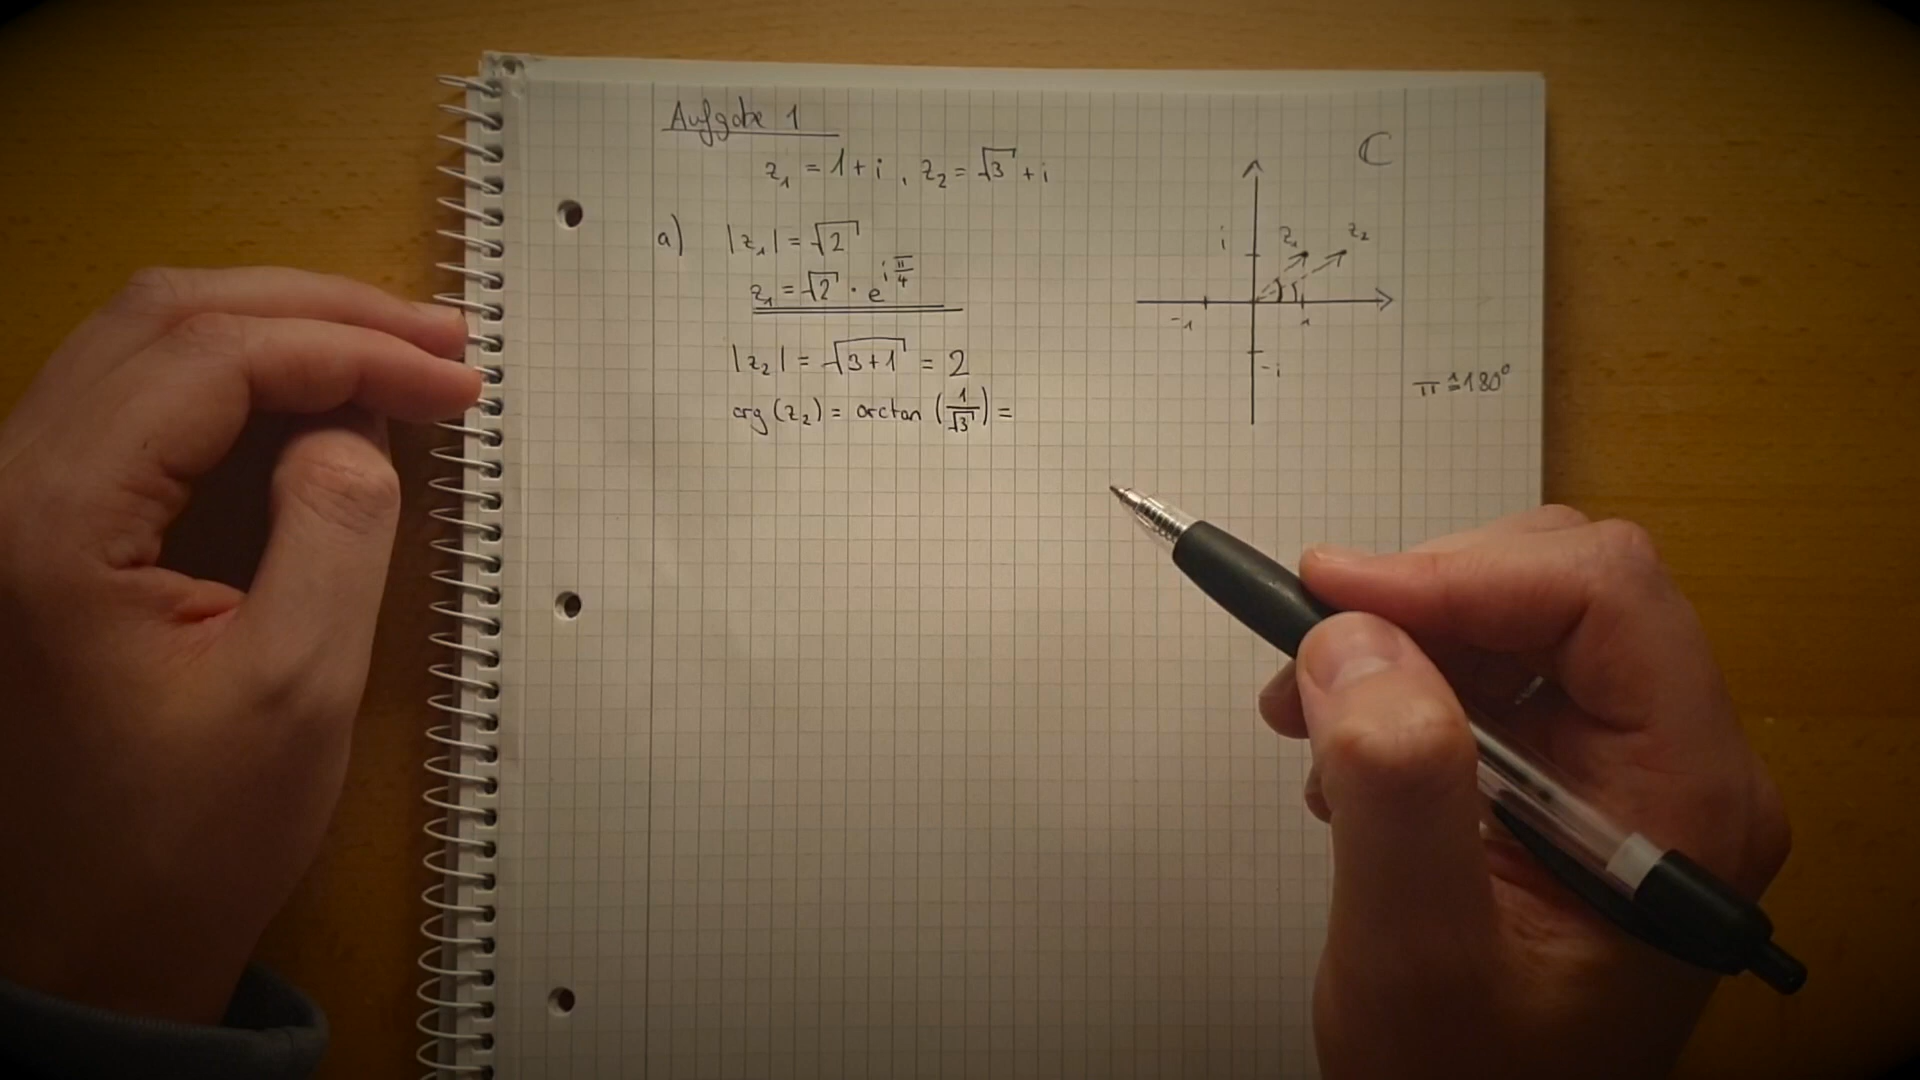 Aufgabe 1
z₁ = 1 + i , z₂ = √3 + i
a) |z₁| = √2
z₁ = √2 · e^(i π/4)
|z₂| = √(3+1) = 2
arg (z₂) = arctan (1/√3) =
ℂ
i
z₁ z₂
-1 1
-i
π ≙ 180°